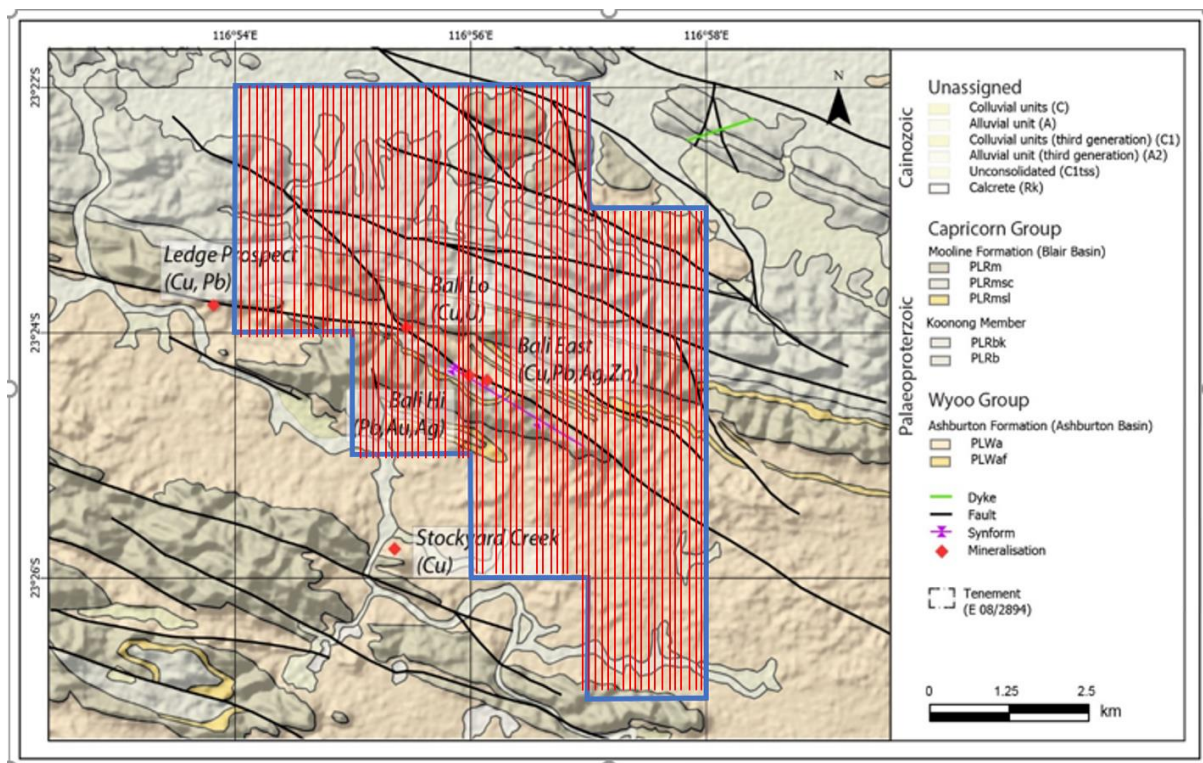 116°54'E
116°56'E
116°58'E
23°22'S
23°24'S
23°26'S
N
Ledge Prospect
(Cu, Pb)
Bali Lo
(Cu,U)
Bali East
(Cu,Pb,Ag,Zn)
Bali Hi
(Pb,Au,Ag)
Stockyard Creek
(Cu)
Cainozoic
Unassigned
Colluvial units (C)
Alluvial unit (A)
Colluvial units (third generation) (C1)
Alluvial unit (third generation) (A2)
Unconsolidated (C1tss)
Calcrete (Rk)
Palaeoproterzoic
Capricorn Group
Mooline Formation (Blair Basin)
PLRm
PLRmsc
PLRmsl
Koonong Member
PLRbk
PLRb
Wyoo Group
Ashburton Formation (Ashburton Basin)
PLWa
PLWaf
Dyke
Fault
Synform
Mineralisation
Tenement
(E 08/2894)
0 1.25 2.5
km